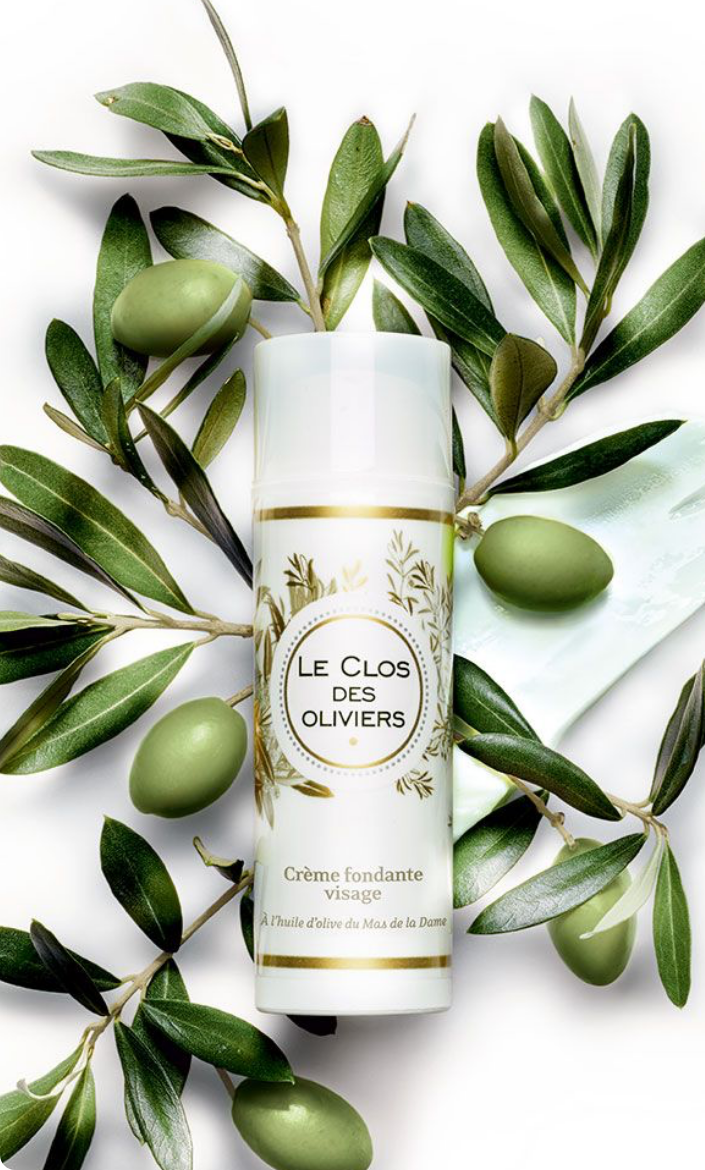 LE CLOS
DES
OLIVIERS
Crème fondante
visage
À l'huile d'olive du Mas de la Dame